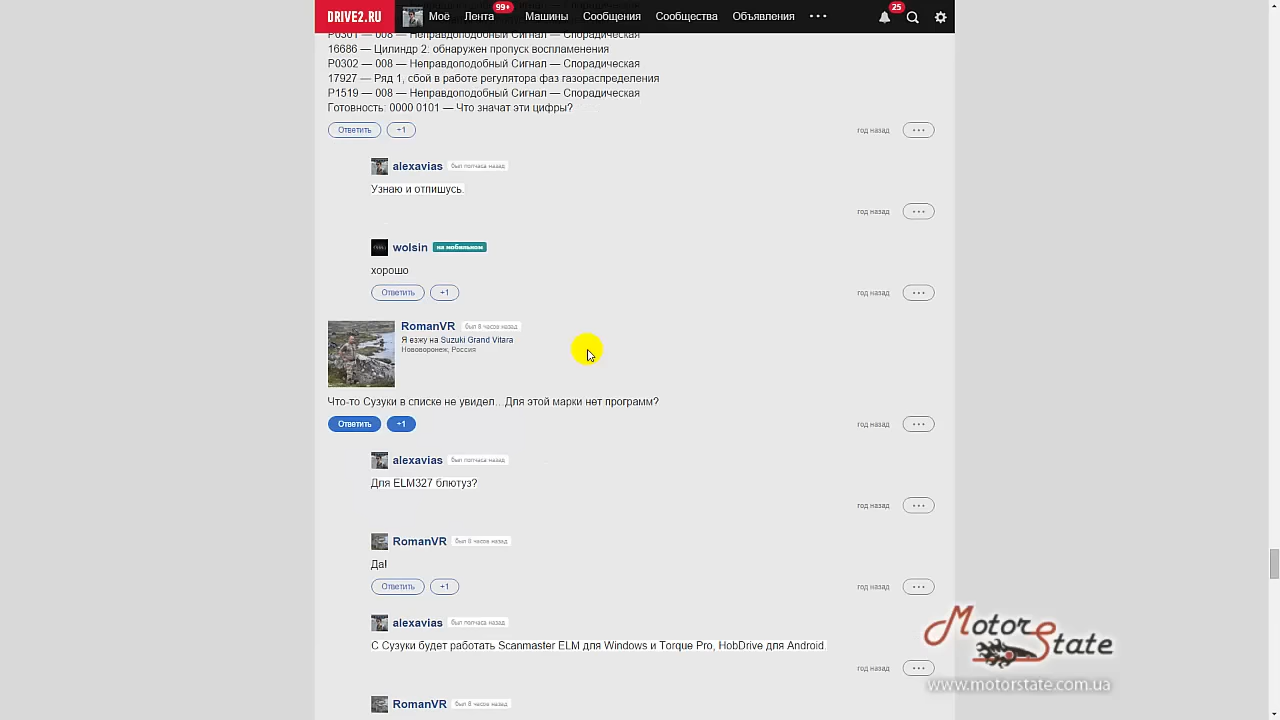 DRIVE2.RU
Моё
Лента
99+
Машины
Сообщения
Сообщества
Объявления
25
P0301 — 008 — Неправдоподобный Сигнал — Спорадическая
16686 — Цилиндр 2: обнаружен пропуск воспламенения
P0302 — 008 — Неправдоподобный Сигнал — Спорадическая
17927 — Ряд 1, сбой в работе регулятора фаз газораспределения
P1519 — 008 — Неправдоподобный Сигнал — Спорадическая
Готовность: 0000 0101 — Что значат эти цифры?
Ответить
+1
год назад
alexavias
был полчаса назад
Узнаю и отпишусь.
год назад
wolsin
на мобильном
хорошо
Ответить
+1
год назад
RomanVR
был 8 часов назад
Я езжу на Suzuki Grand Vitara
Нововоронеж, Россия
Что-то Сузуки в списке не увидел...Для этой марки нет программ?
Ответить
+1
год назад
alexavias
был полчаса назад
Для ELM327 блютуз?
год назад
RomanVR
был 8 часов назад
Да!
Ответить
+1
год назад
alexavias
был полчаса назад
С Сузуки будет работать Scanmaster ELM для Windows и Torque Pro, HobDrive для Android.
год назад
RomanVR
был 8 часов назад
MotorState
www.motorstate.com.ua